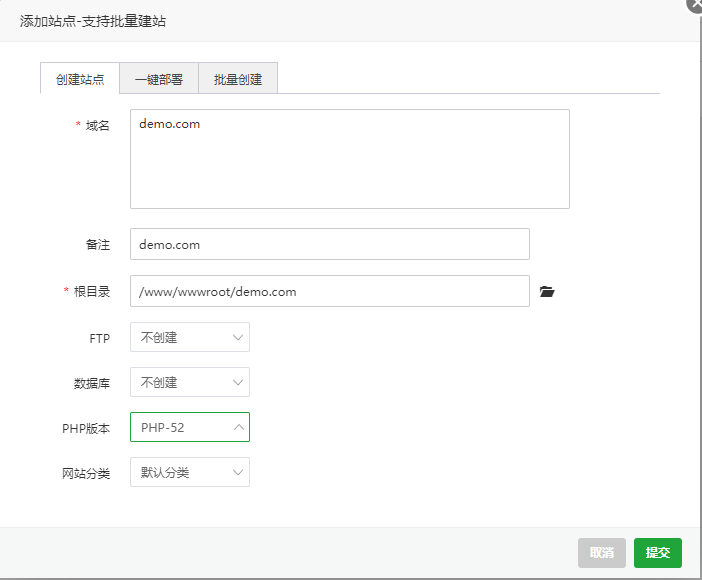 添加站点-支持批量建站
创建站点 一键部署 批量创建
* 域名 demo.com
备注 demo.com
* 根目录 /www/wwwroot/demo.com
FTP 不创建
数据库 不创建
PHP版本 PHP-52
网站分类 默认分类
取消 提交